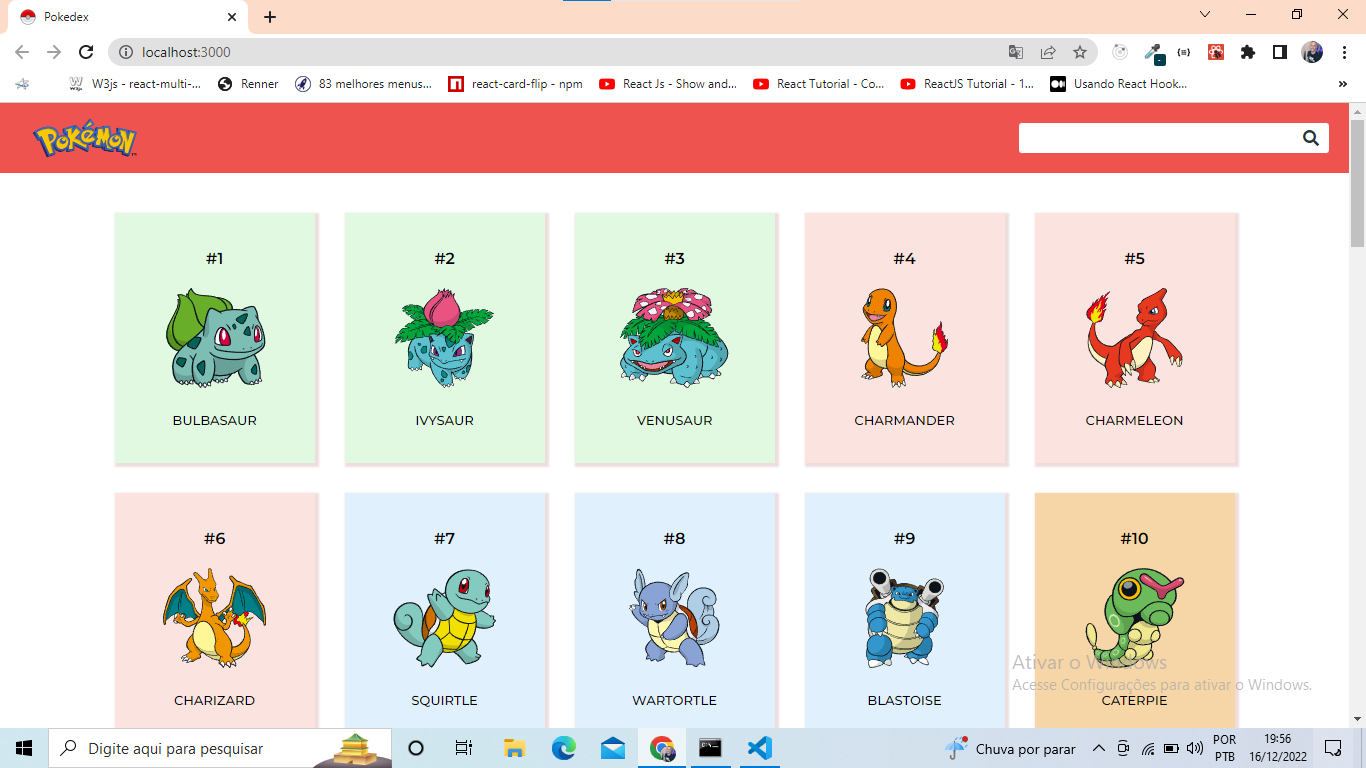 Pokedex
localhost:3000
W3js - react-multi-...
Renner
83 melhores menus...
react-card-flip - npm
React Js - Show and...
React Tutorial - Co...
ReactJS Tutorial - 1...
Usando React Hook...
POKéMON
#1
#2
#3
#4
#5
BULBASAUR
IVYSAUR
VENUSAUR
CHARMANDER
CHARMELEON
#6
#7
#8
#9
#10
CHARIZARD
SQUIRTLE
WARTORTLE
BLASTOISE
CATERPIE
Ativar o Windows
Acesse Configurações para ativar o Windows.
Digite aqui para pesquisar
Chuva por parar
POR
PTB
19:56
16/12/2022